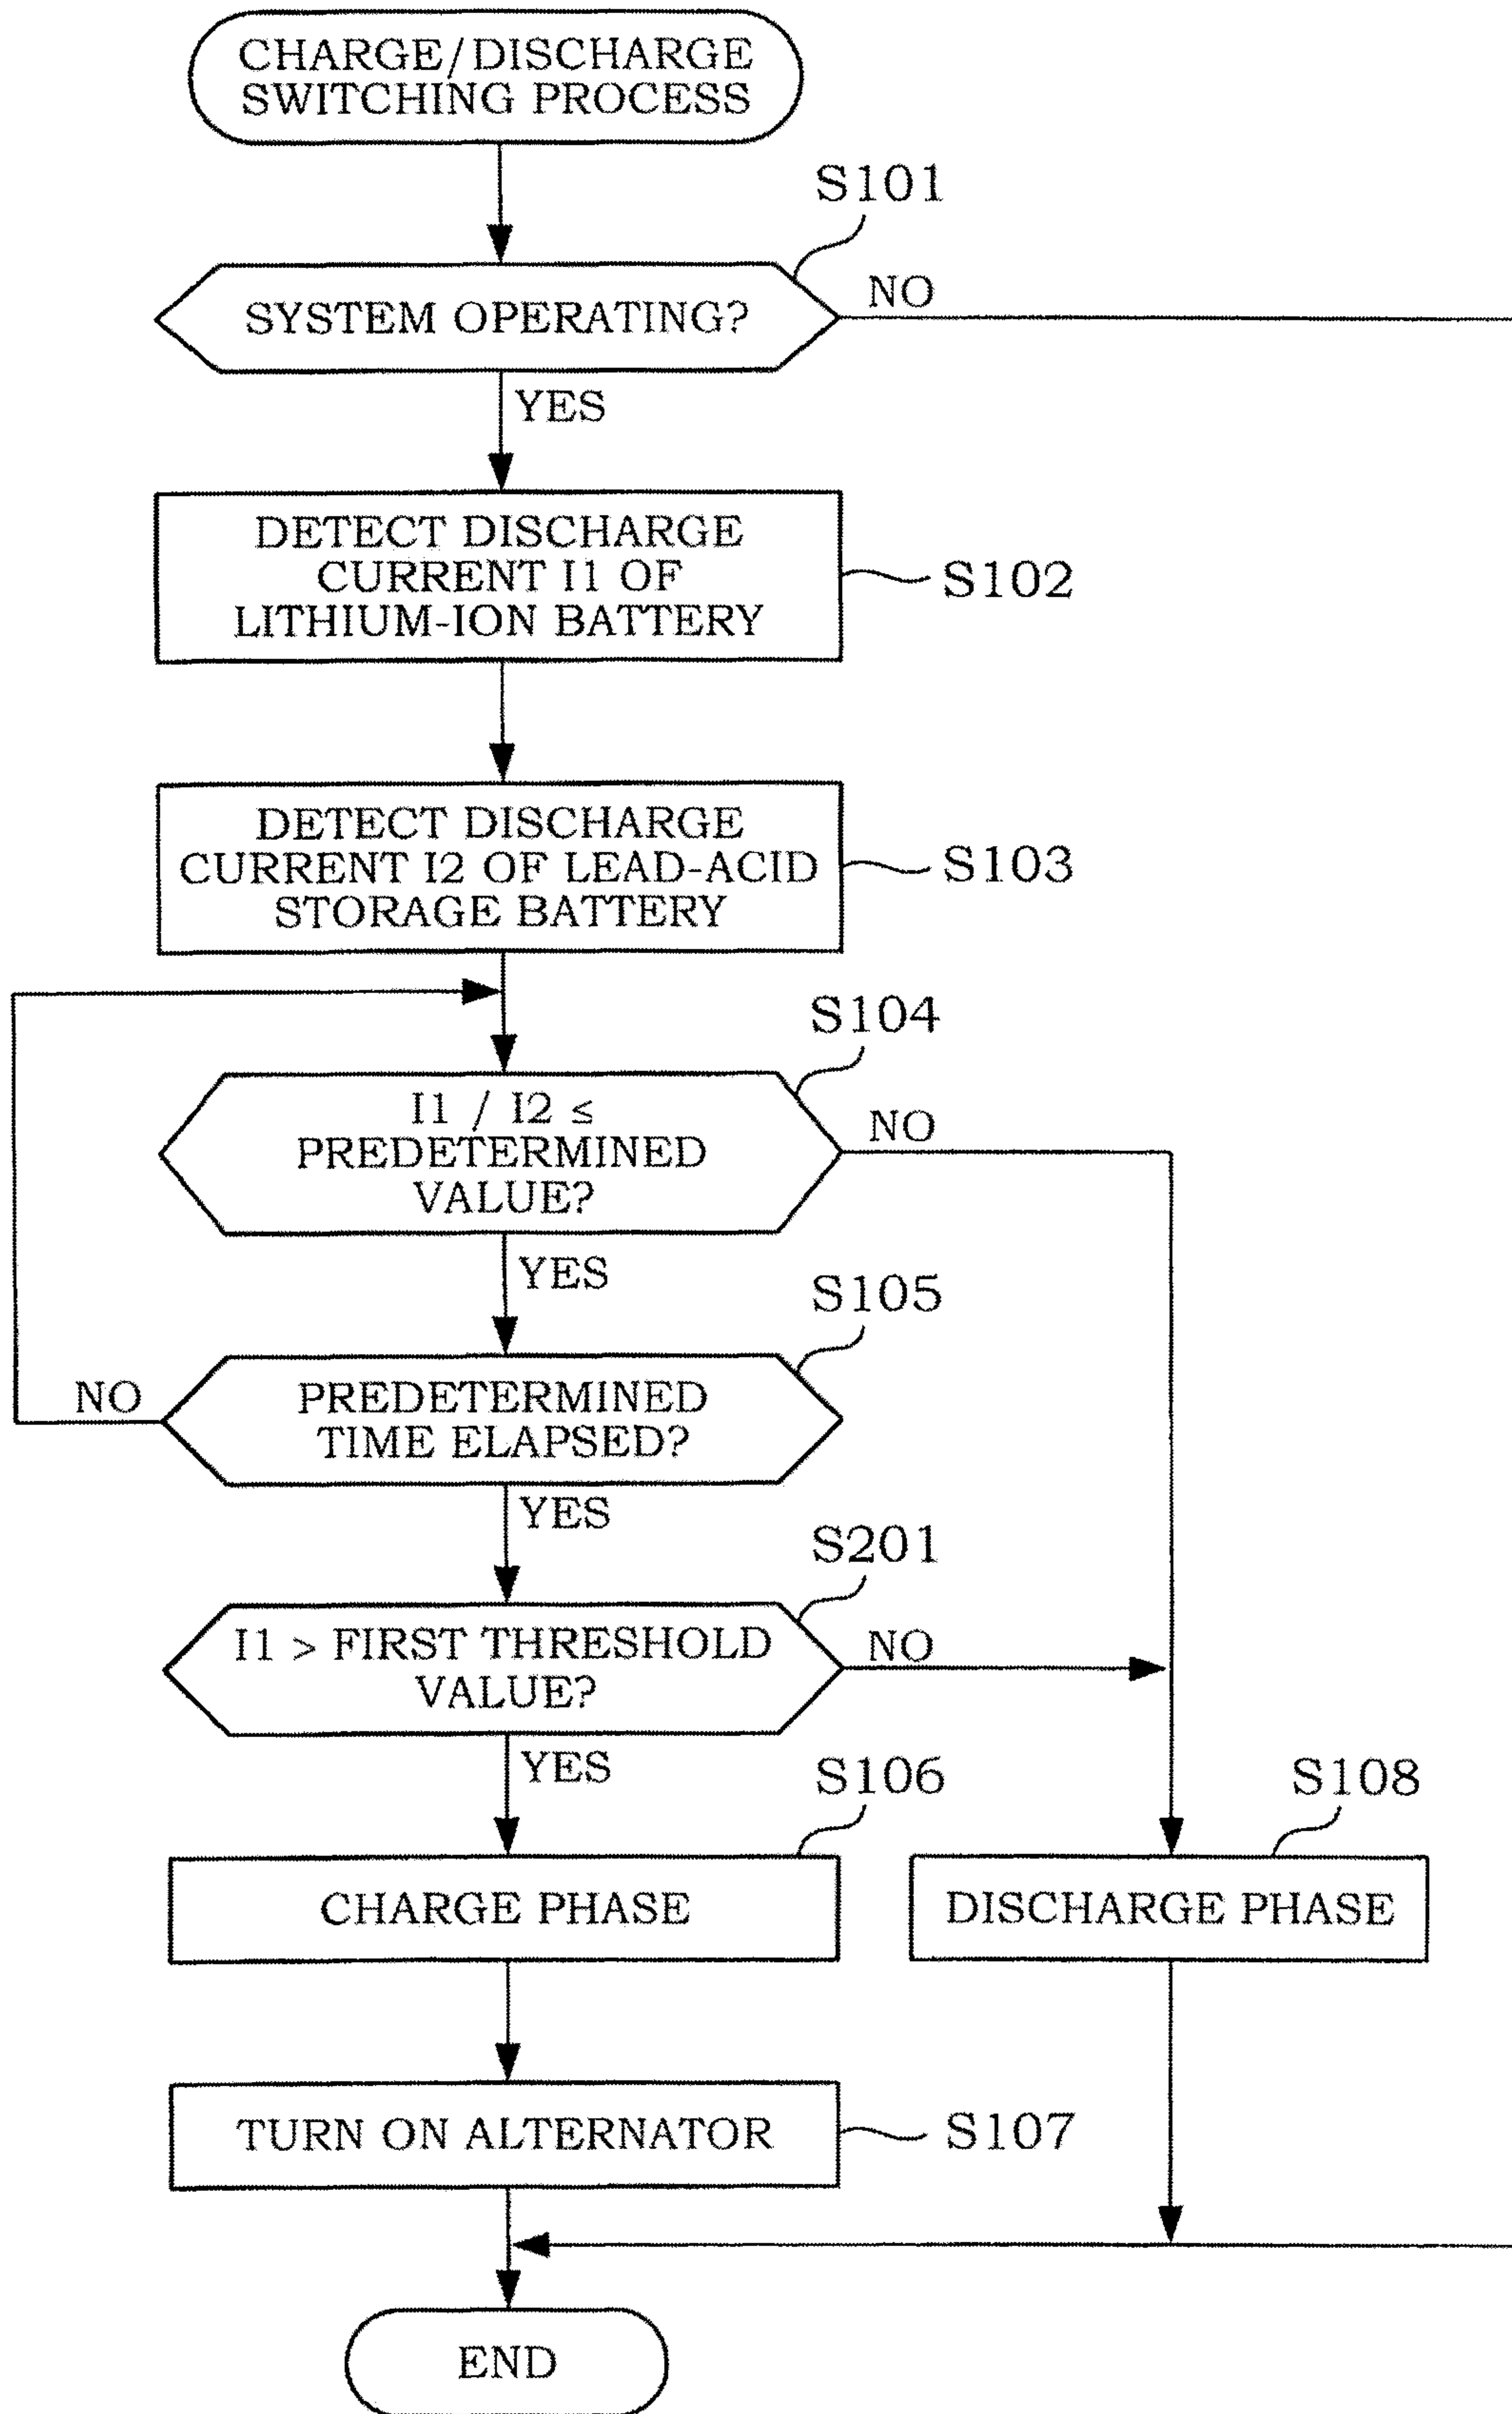 CHARGE/DISCHARGE
SWITCHING PROCESS
S101
SYSTEM OPERATING?
NO
YES
DETECT DISCHARGE
CURRENT I1 OF
LITHIUM-ION BATTERY
S102
DETECT DISCHARGE
CURRENT I2 OF LEAD-ACID
STORAGE BATTERY
S103
S104
I1 / I2 ≤
PREDETERMINED
VALUE?
NO
YES
S105
PREDETERMINED
TIME ELAPSED?
NO
YES
S201
I1 > FIRST THRESHOLD
VALUE?
NO
YES
S106
S108
CHARGE PHASE
DISCHARGE PHASE
TURN ON ALTERNATOR
S107
END